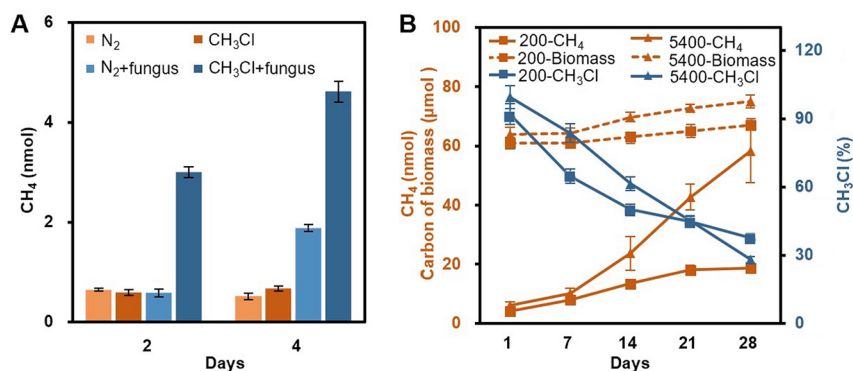 A
CH₄ (nmol)
6
4
2
0
N₂
CH₃Cl
N₂+fungus
CH₃Cl+fungus
2
4
Days
B
CH₄ (nmol)
Carbon of biomass (μmol )
100
80
60
40
20
0
200-CH₄
5400-CH₄
200-Biomass
5400-Biomass
200-CH₃Cl
5400-CH₃Cl
120
90
60
30
0
CH₃Cl (%)
1
7
14
21
28
Days